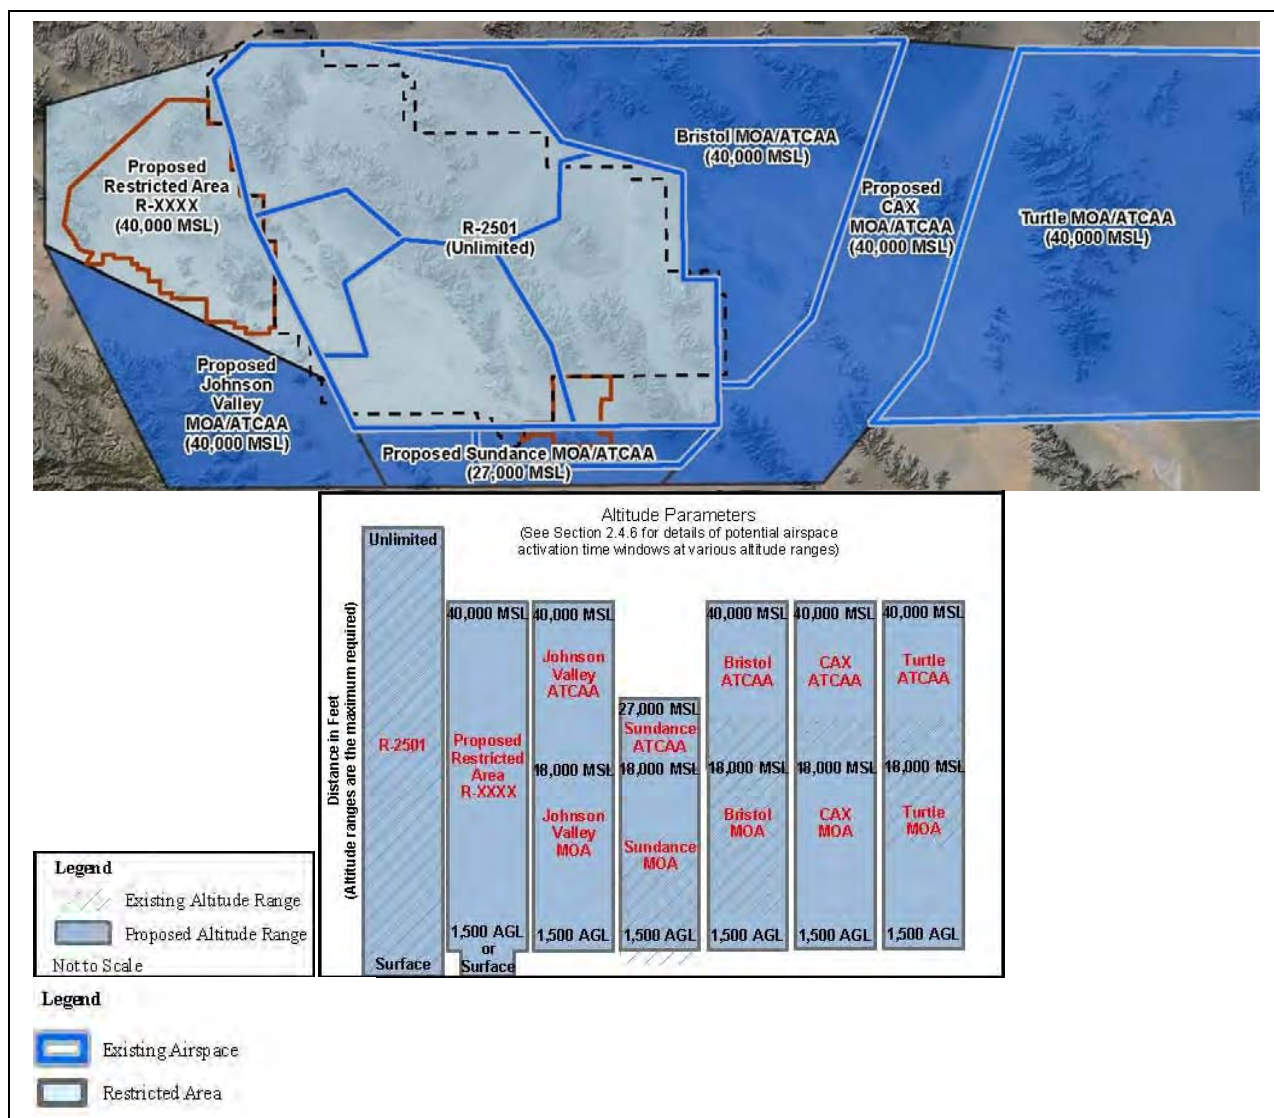 Proposed
Restricted Area
R-XXXX
(40,000 MSL)
R-2501
(Unlimited)
Bristol MOA/ATCAA
(40,000 MSL)
Proposed
CAX
MOA/ATCAA
(40,000 MSL)
Turtle MOA/ATCAA
(40,000 MSL)
Proposed
Johnson
Valley
MOA/ATCAA
(40,000 MSL)
Proposed Sundance MOA/ATCAA
(27,000 MSL)
Altitude Parameters
(See Section 2.4.6 for details of potential airspace
activation time windows at various altitude ranges)
Distance in Feet
(Altitude ranges are the maximum required)
Unlimited
R-2501
Surface
40,000 MSL
Proposed
Restricted
Area
R-XXXX
1,500 AGL
or
Surface
40,000 MSL
Johnson
Valley
ATCAA
18,000 MSL
Johnson
Valley
MOA
1,500 AGL
27,000 MSL
Sundance
ATCAA
18,000 MSL
Sundance
MOA
1,500 AGL
40,000 MSL
Bristol
ATCAA
18,000 MSL
Bristol
MOA
1,500 AGL
40,000 MSL
CAX
ATCAA
18,000 MSL
CAX
MOA
1,500 AGL
40,000 MSL
Turtle
ATCAA
18,000 MSL
Turtle
MOA
1,500 AGL
Legend
Existing Altitude Range
Proposed Altitude Range
Not to Scale
Legend
Existing Airspace
Restricted Area